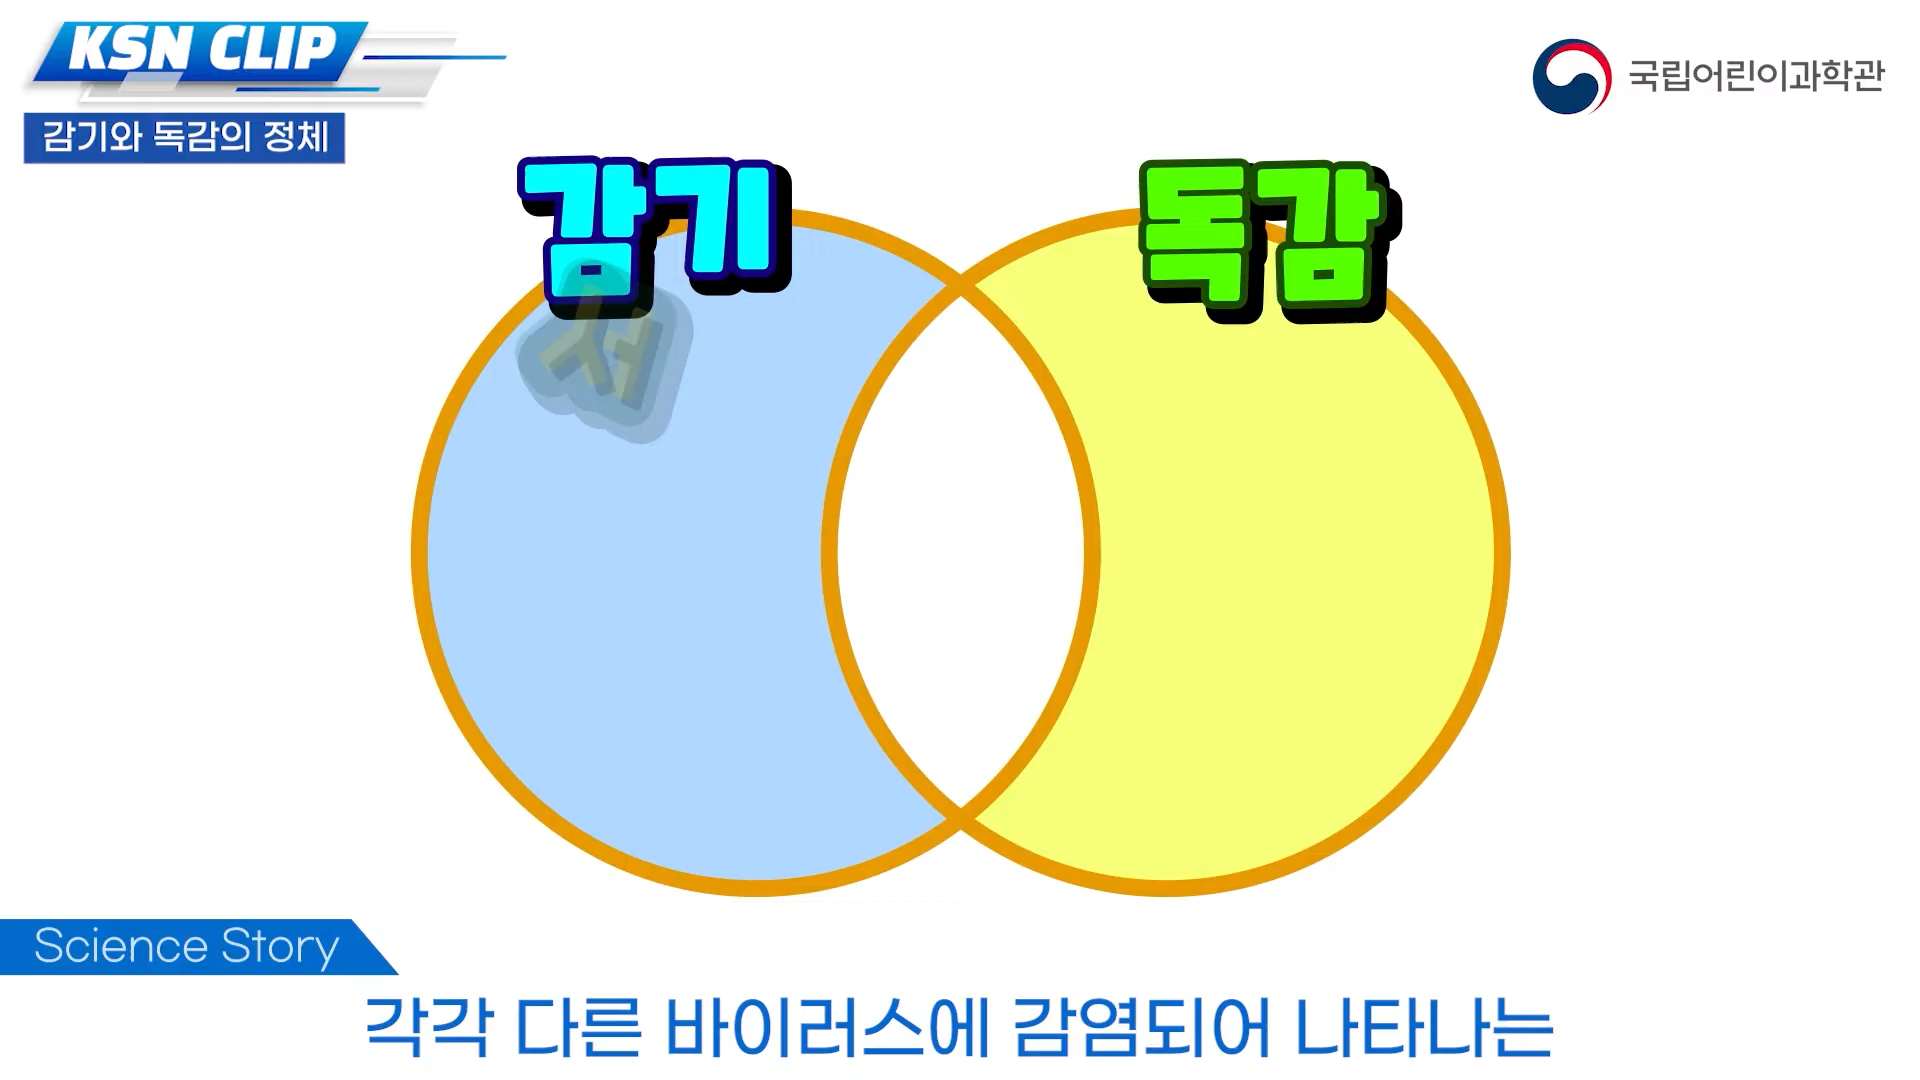 KSN CLIP
국립어린이과학관
감기와 독감의 정체
감기
독감
Science Story
각각 다른 바이러스에 감염되어 나타나는